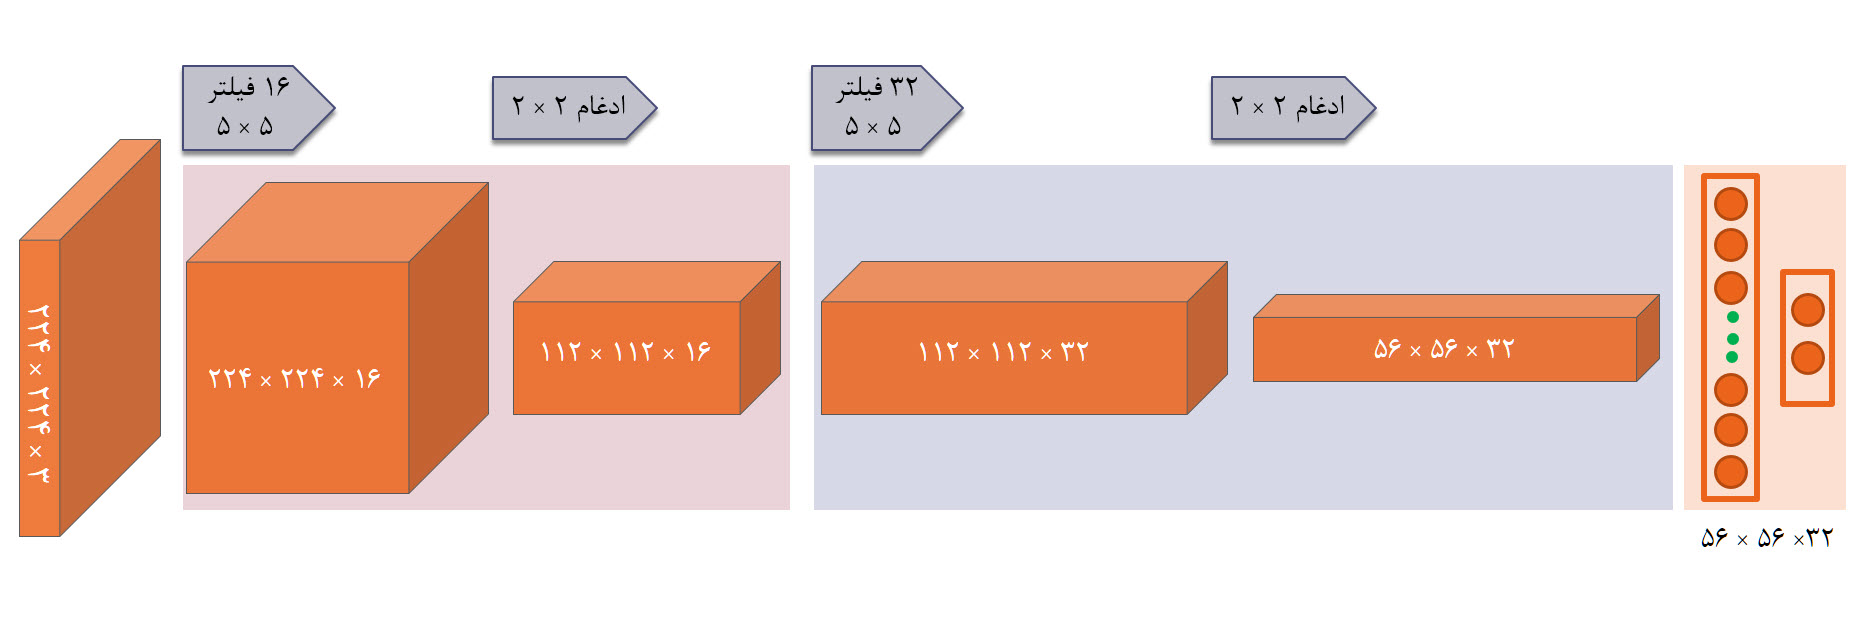 ۱۶ فیلتر
۵ × ۵
ادغام ۲ × ۲
۳۲ فیلتر
۵ × ۵
ادغام ۲ × ۲
۲۲۴ × ۲۲۴ × ۳
۲۲۴ × ۲۲۴ × ۱۶
۱۱۲ × ۱۱۲ × ۱۶
۱۱۲ × ۱۱۲ × ۳۲
۵۶ × ۵۶ × ۳۲
۵۶ × ۵۶ ×۳۲